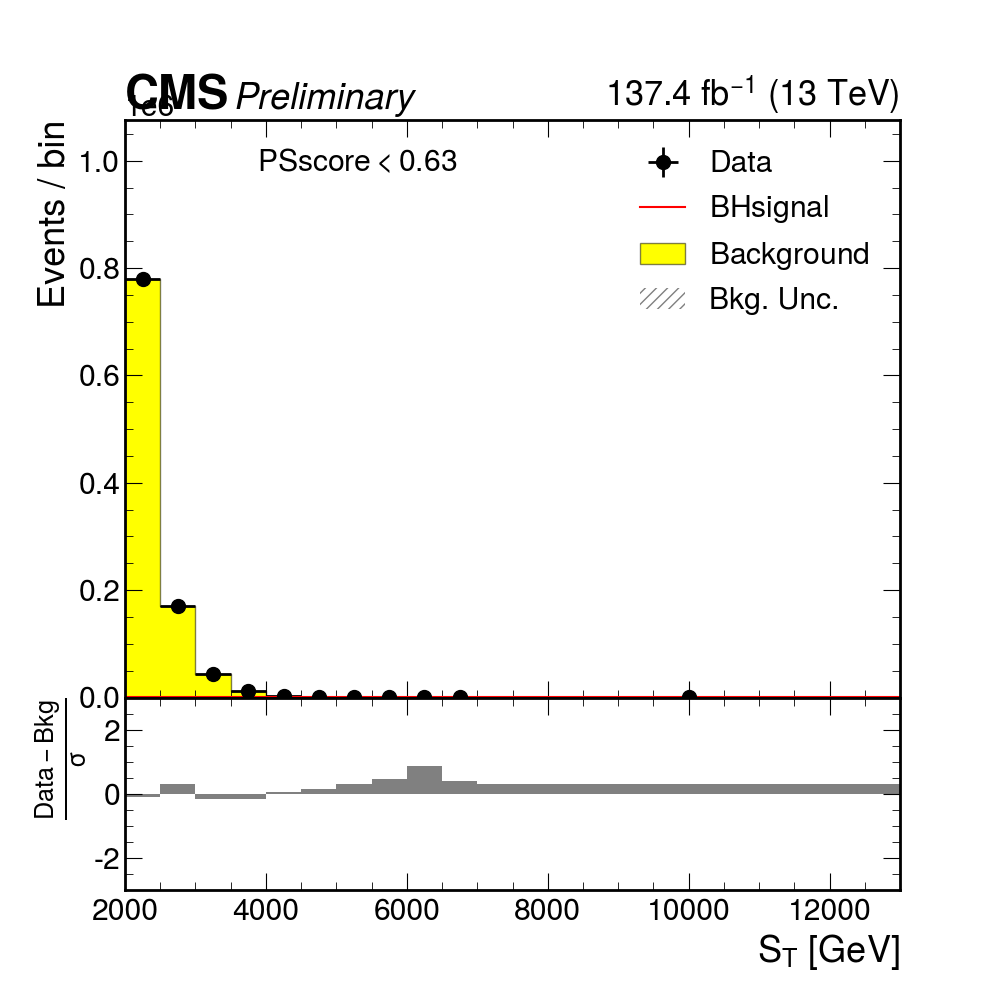 CMS Preliminary 137.4 fb⁻¹ (13 TeV)
1e6
Events / bin
PSscore < 0.63
Data
BHsignal
Background
Bkg. Unc.
1.0
0.8
0.6
0.4
0.2
0.0
Data – Bkg
σ
2
0
-2
2000 4000 6000 8000 10000 12000
S_T [GeV]